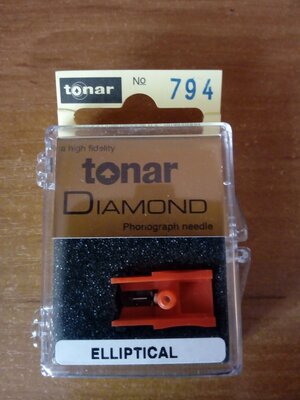 tonar No 794
a high fidelity
tonar
DIAMOND
Phonograph needle
ELLIPTICAL